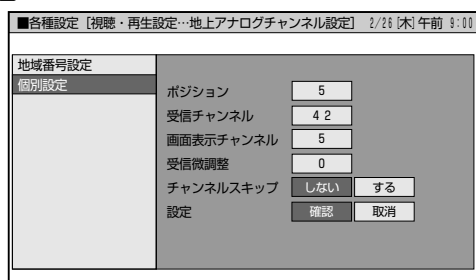 ■各種設定［視聴・再生設定…地上アナログチャンネル設定］ 2/26[木]午前 9:00
地域番号設定
個別設定
ポジション 5
受信チャンネル 42
画面表示チャンネル 5
受信微調整 0
チャンネルスキップ しない する
設定 確認 取消